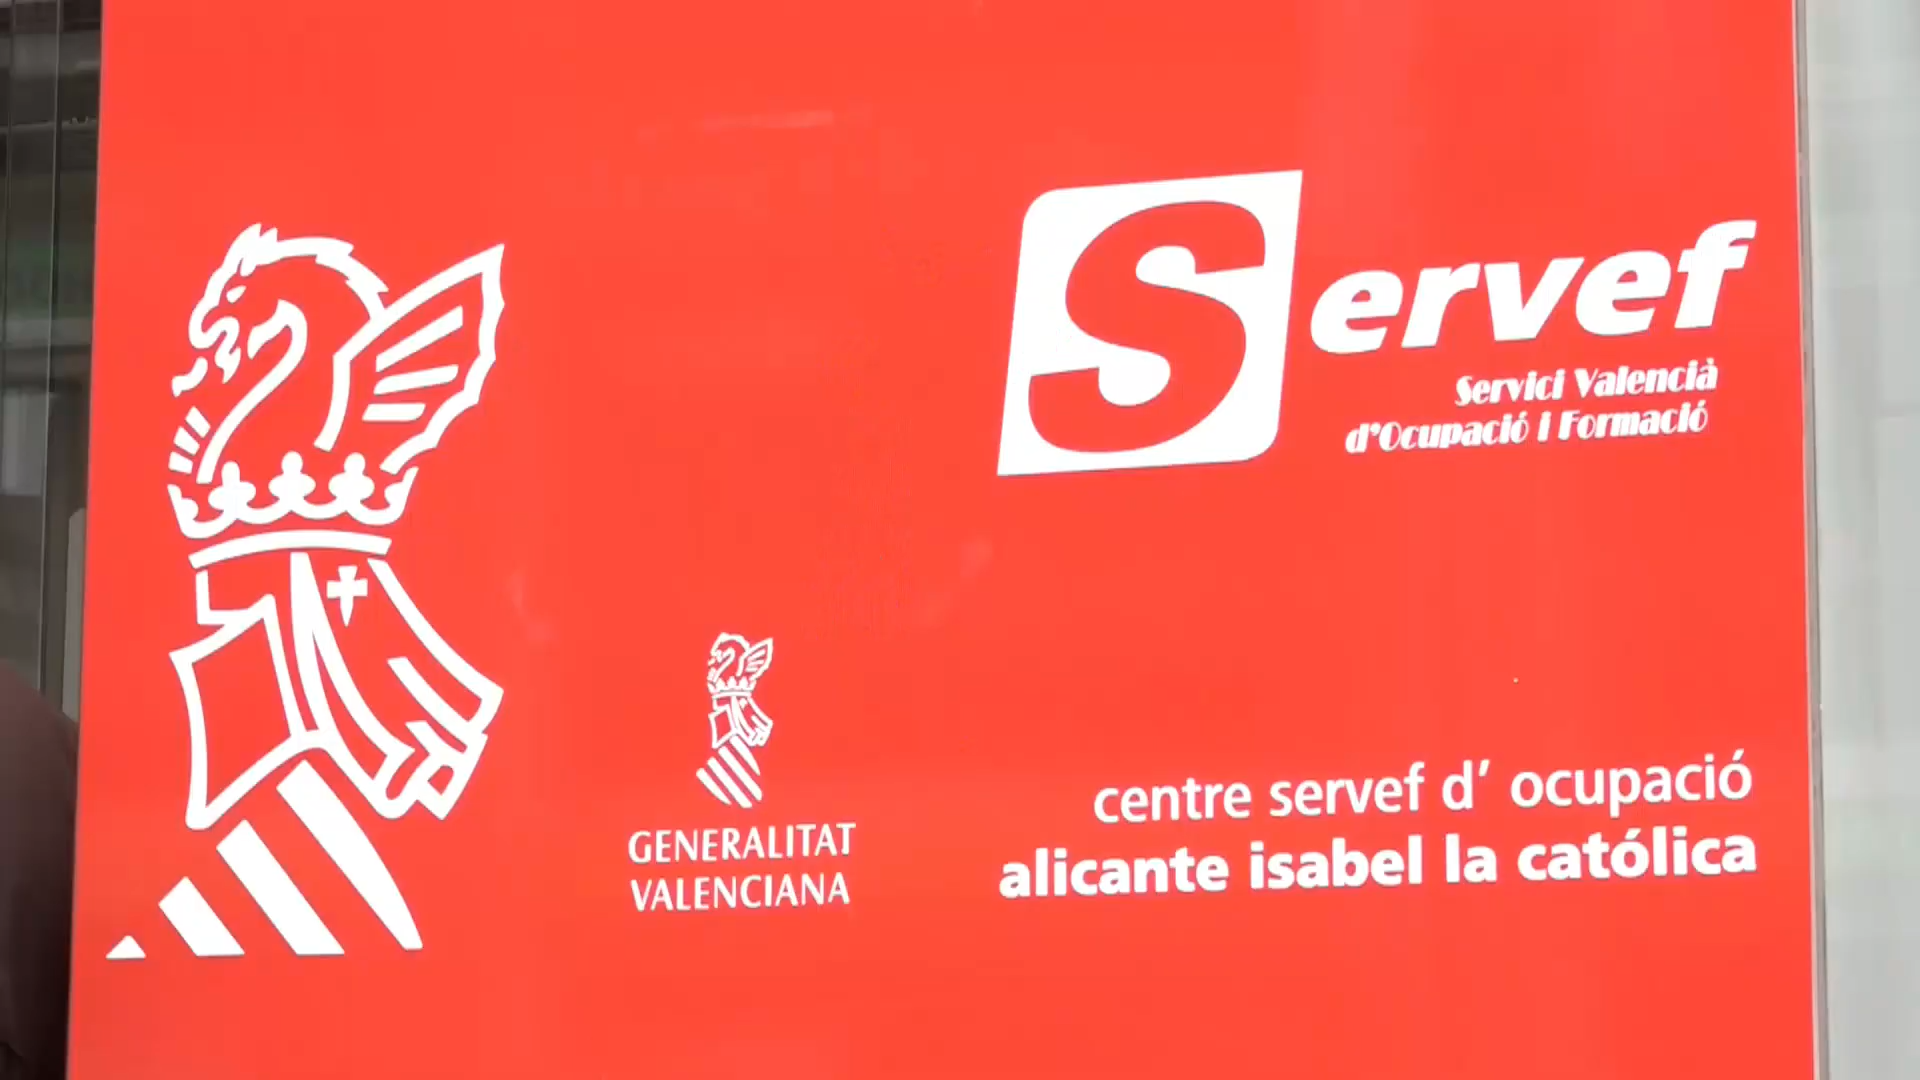 Servef
Servici Valencià
d'Ocupació i Formació
GENERALITAT
VALENCIANA
centre servef d' ocupació
alicante isabel la católica